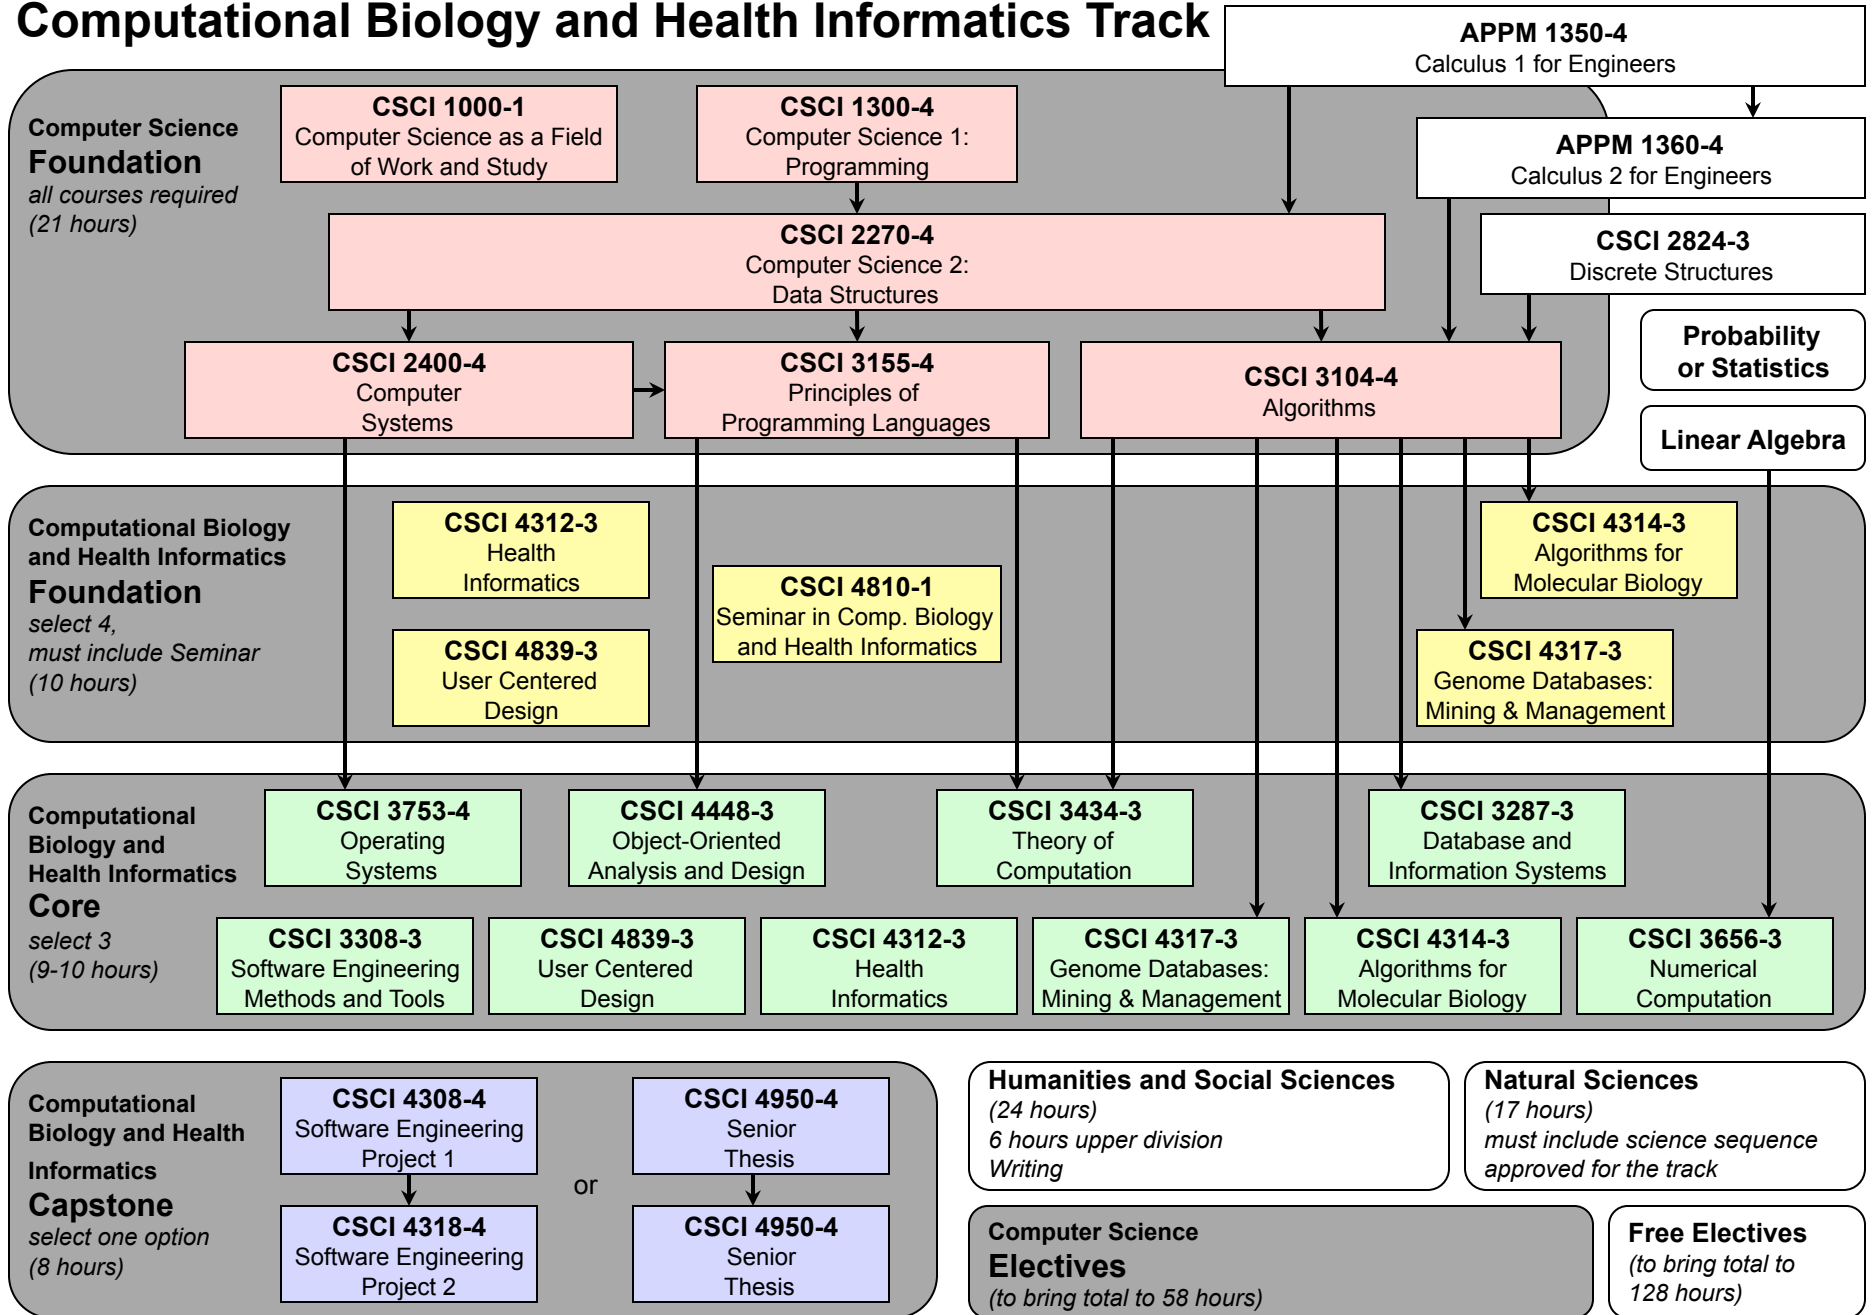 Computational Biology and Health Informatics Track
APPM 1350-4
Calculus 1 for Engineers
Computer Science
Foundation
all courses required
(21 hours)
CSCI 1000-1
Computer Science as a Field
of Work and Study
CSCI 1300-4
Computer Science 1:
Programming
APPM 1360-4
Calculus 2 for Engineers
CSCI 2270-4
Computer Science 2:
Data Structures
CSCI 2824-3
Discrete Structures
CSCI 2400-4
Computer
Systems
CSCI 3155-4
Principles of
Programming Languages
CSCI 3104-4
Algorithms
Probability
or Statistics
Linear Algebra
Computational Biology
and Health Informatics
Foundation
select 4,
must include Seminar
(10 hours)
CSCI 4312-3
Health
Informatics
CSCI 4839-3
User Centered
Design
CSCI 4810-1
Seminar in Comp. Biology
and Health Informatics
CSCI 4314-3
Algorithms for
Molecular Biology
CSCI 4317-3
Genome Databases:
Mining & Management
Computational
Biology and
Health Informatics
Core
select 3
(9-10 hours)
CSCI 3753-4
Operating
Systems
CSCI 4448-3
Object-Oriented
Analysis and Design
CSCI 3434-3
Theory of
Computation
CSCI 3287-3
Database and
Information Systems
CSCI 3308-3
Software Engineering
Methods and Tools
CSCI 4839-3
User Centered
Design
CSCI 4312-3
Health
Informatics
CSCI 4317-3
Genome Databases:
Mining & Management
CSCI 4314-3
Algorithms for
Molecular Biology
CSCI 3656-3
Numerical
Computation
Computational
Biology and Health
Informatics
Capstone
select one option
(8 hours)
CSCI 4308-4
Software Engineering
Project 1
CSCI 4318-4
Software Engineering
Project 2
or
CSCI 4950-4
Senior
Thesis
CSCI 4950-4
Senior
Thesis
Humanities and Social Sciences
(24 hours)
6 hours upper division
Writing
Natural Sciences
(17 hours)
must include science sequence
approved for the track
Computer Science
Electives
(to bring total to 58 hours)
Free Electives
(to bring total to
128 hours)